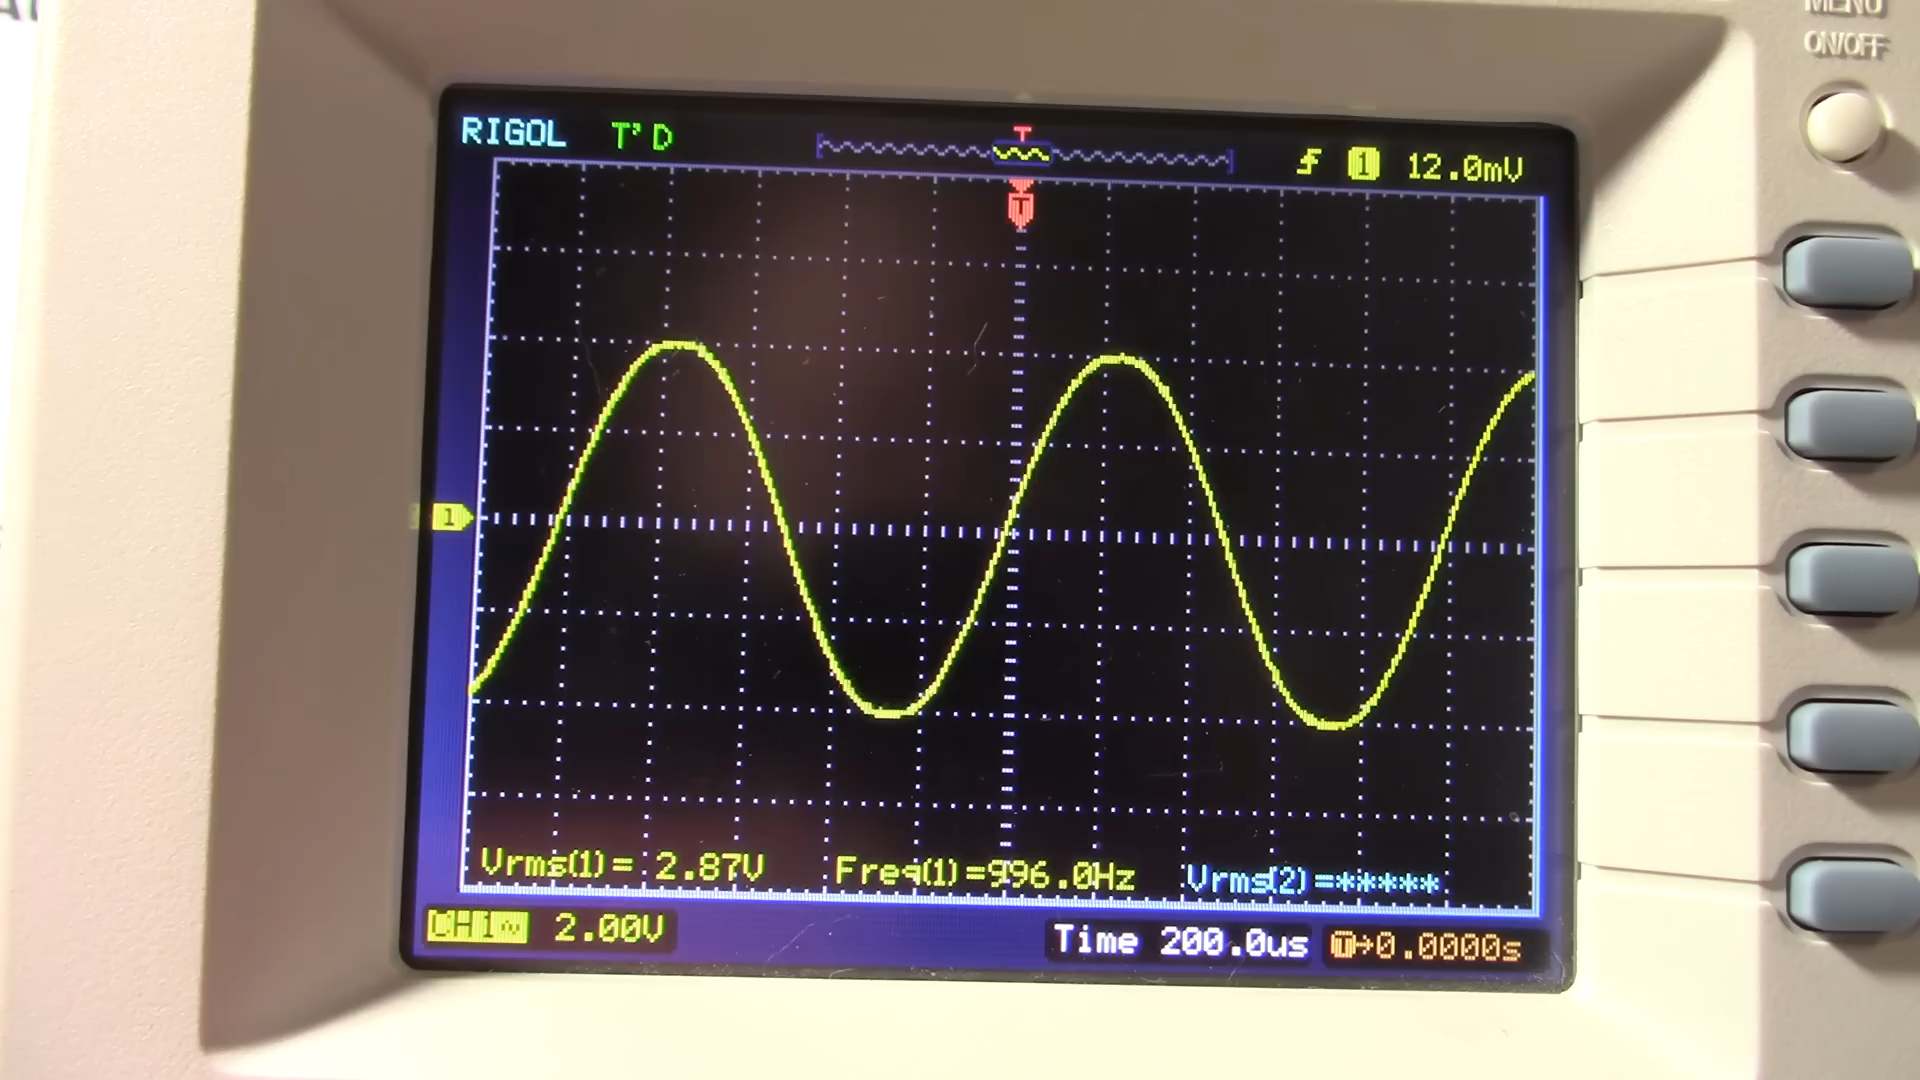 MENU
ON/OFF
RIGOL T'D T 1 12.0mV
T
1
Vrms(1)= 2.87V Freq(1)=996.0Hz Vrms(2)=*****
CH1~ 2.00V Time 200.0us T→0.0000s